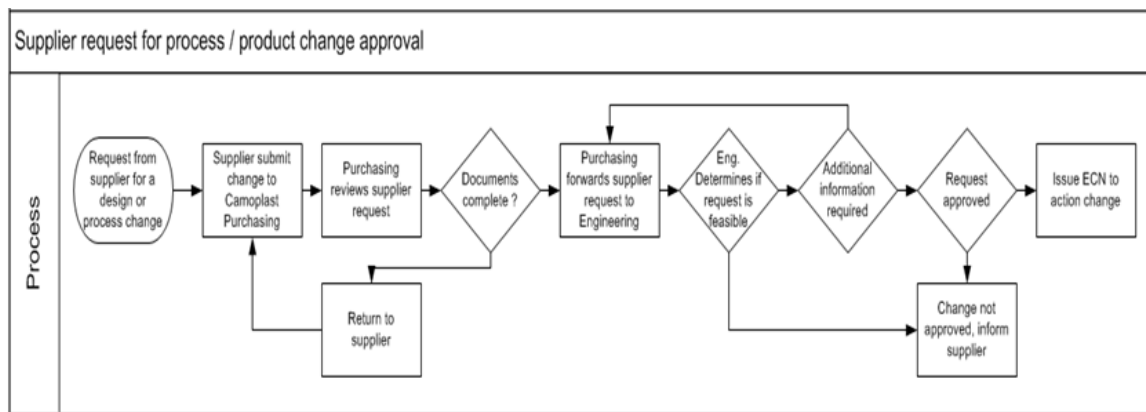 Supplier request for process / product change approval
Process
Request from
supplier for a
design or
process change
Supplier submit
change to
Camoplast
Purchasing
Purchasing
reviews supplier
request
Documents
complete ?
Return to
supplier
Purchasing
forwards supplier
request to
Engineering
Eng.
Determines if
request is
feasible
Additional
information
required
Request
approved
Issue ECN to
action change
Change not
approved, inform
supplier